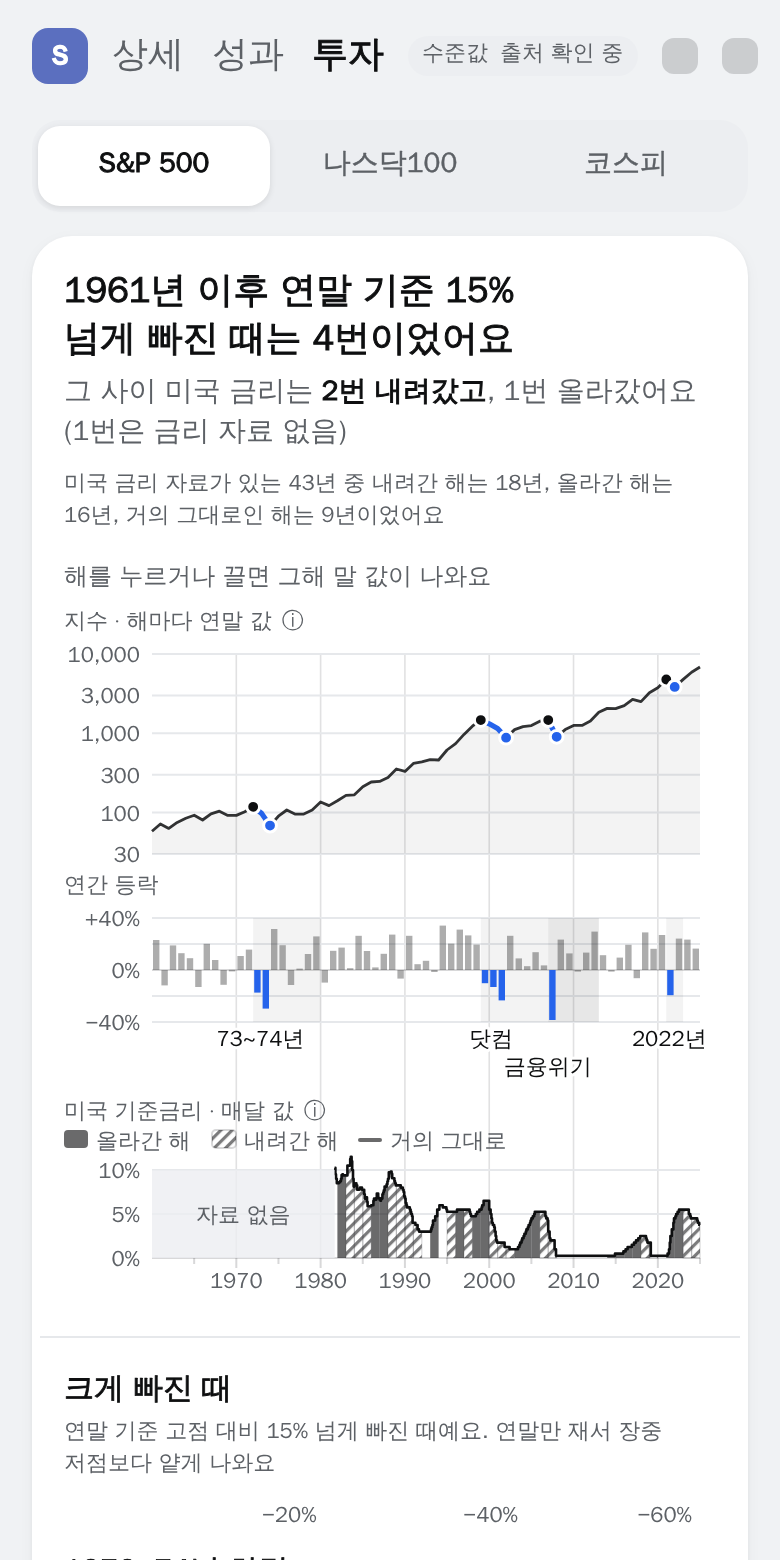 S 상세 성과 투자 수준값 출처 확인 중
S&P 500 나스닥100 코스피
1961년 이후 연말 기준 15%
넘게 빠진 때는 4번이었어요
그 사이 미국 금리는 2번 내려갔고, 1번 올라갔어요
(1번은 금리 자료 없음)
미국 금리 자료가 있는 43년 중 내려간 해는 18년, 올라간 해는
16년, 거의 그대로인 해는 9년이었어요
해를 누르거나 끌면 그해 말 값이 나와요
지수 · 해마다 연말 값 ⓘ
10,000
3,000
1,000
300
100
30
연간 등락
+40%
0%
−40%
73~74년 닷컴 2022년
금융위기
미국 기준금리 · 매달 값 ⓘ
올라간 해 내려간 해 거의 그대로
10%
자료 없음
5%
0%
1970 1980 1990 2000 2010 2020
크게 빠진 때
연말 기준 고점 대비 15% 넘게 빠진 때예요. 연말만 재서 장중
저점보다 얕게 나와요
−20% −40% −60%